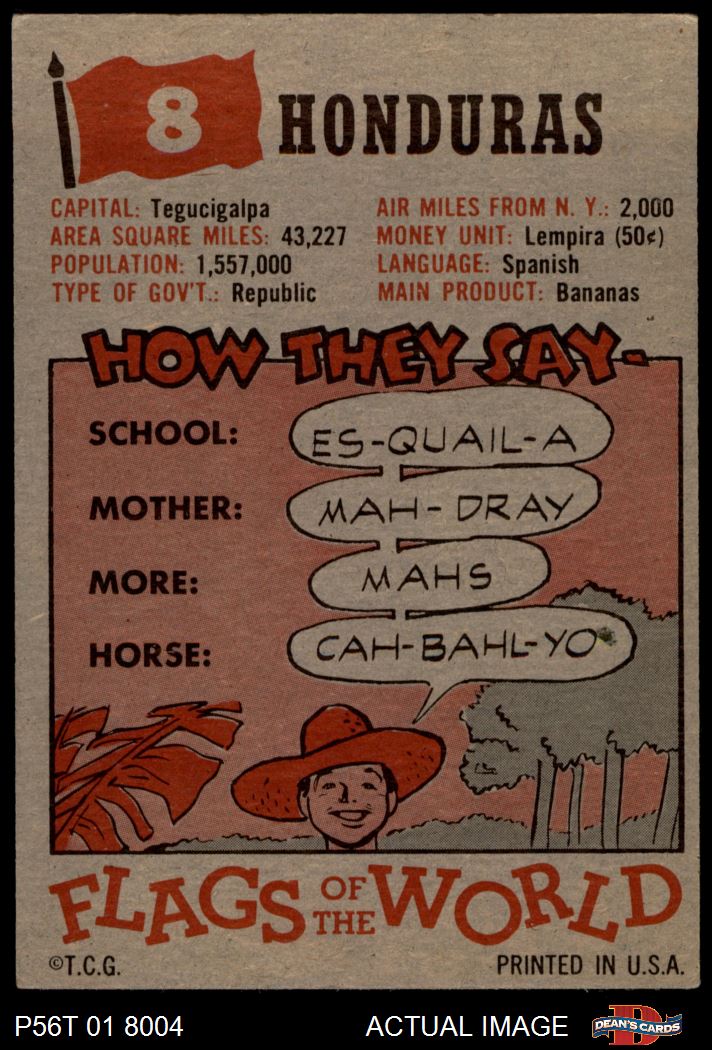 8
HONDURAS
CAPITAL: Tegucigalpa
AREA SQUARE MILES: 43,227
POPULATION: 1,557,000
TYPE OF GOV'T.: Republic
AIR MILES FROM N. Y.: 2,000
MONEY UNIT: Lempira (50¢)
LANGUAGE: Spanish
MAIN PRODUCT: Bananas
HOW THEY SAY-
SCHOOL: ES-QUAIL-A
MOTHER: MAH-DRAY
MORE: MAHS
HORSE: CAH-BAHL-YO
FLAGS OF THE WORLD
©T.C.G.
PRINTED IN U.S.A.
P56T 01 8004
ACTUAL IMAGE
D
DEAN'S CARDS